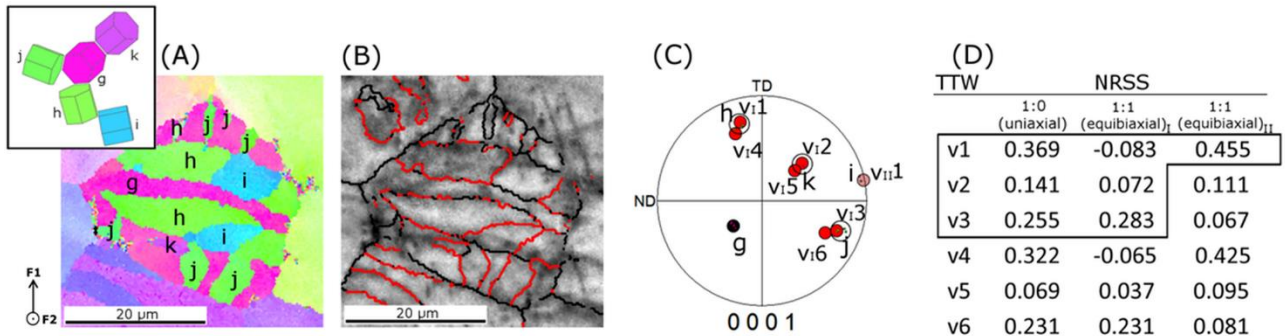 (A)
(B)
(C)
(D)
j
k
g
h
i
h
j
j
j
h
i
g
h
i
j
k
j
j
j
F1
F2
20 µm
20 µm
TD
ND
h
vI1
vI4
vI2
vI5
k
i
vII1
vI3
vI6
j
g
0 0 0 1
TTW NRSS
1:0 1:1 1:1
(uniaxial) (equibiaxial)I (equibiaxial)II
v1 0.369 -0.083 0.455
v2 0.141 0.072 0.111
v3 0.255 0.283 0.067
v4 0.322 -0.065 0.425
v5 0.069 0.037 0.095
v6 0.231 0.231 0.081